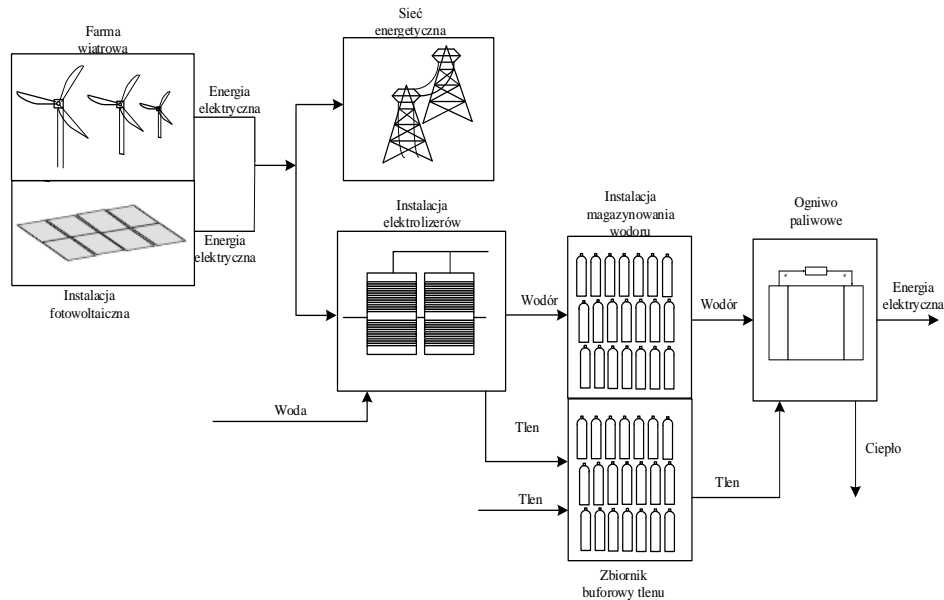 Farma
wiatrowa
Sieć
energetyczna
Energia
elektryczna
Energia
elektryczna
Instalacja
fotowoltaiczna
Instalacja
elektrolizerów
Instalacja
magazynowania
wodoru
Ogniwo
paliwowe
Wodór
Wodór
Energia
elektryczna
Woda
Tlen
Tlen
Tlen
Ciepło
Zbiornik
buforowy tlenu